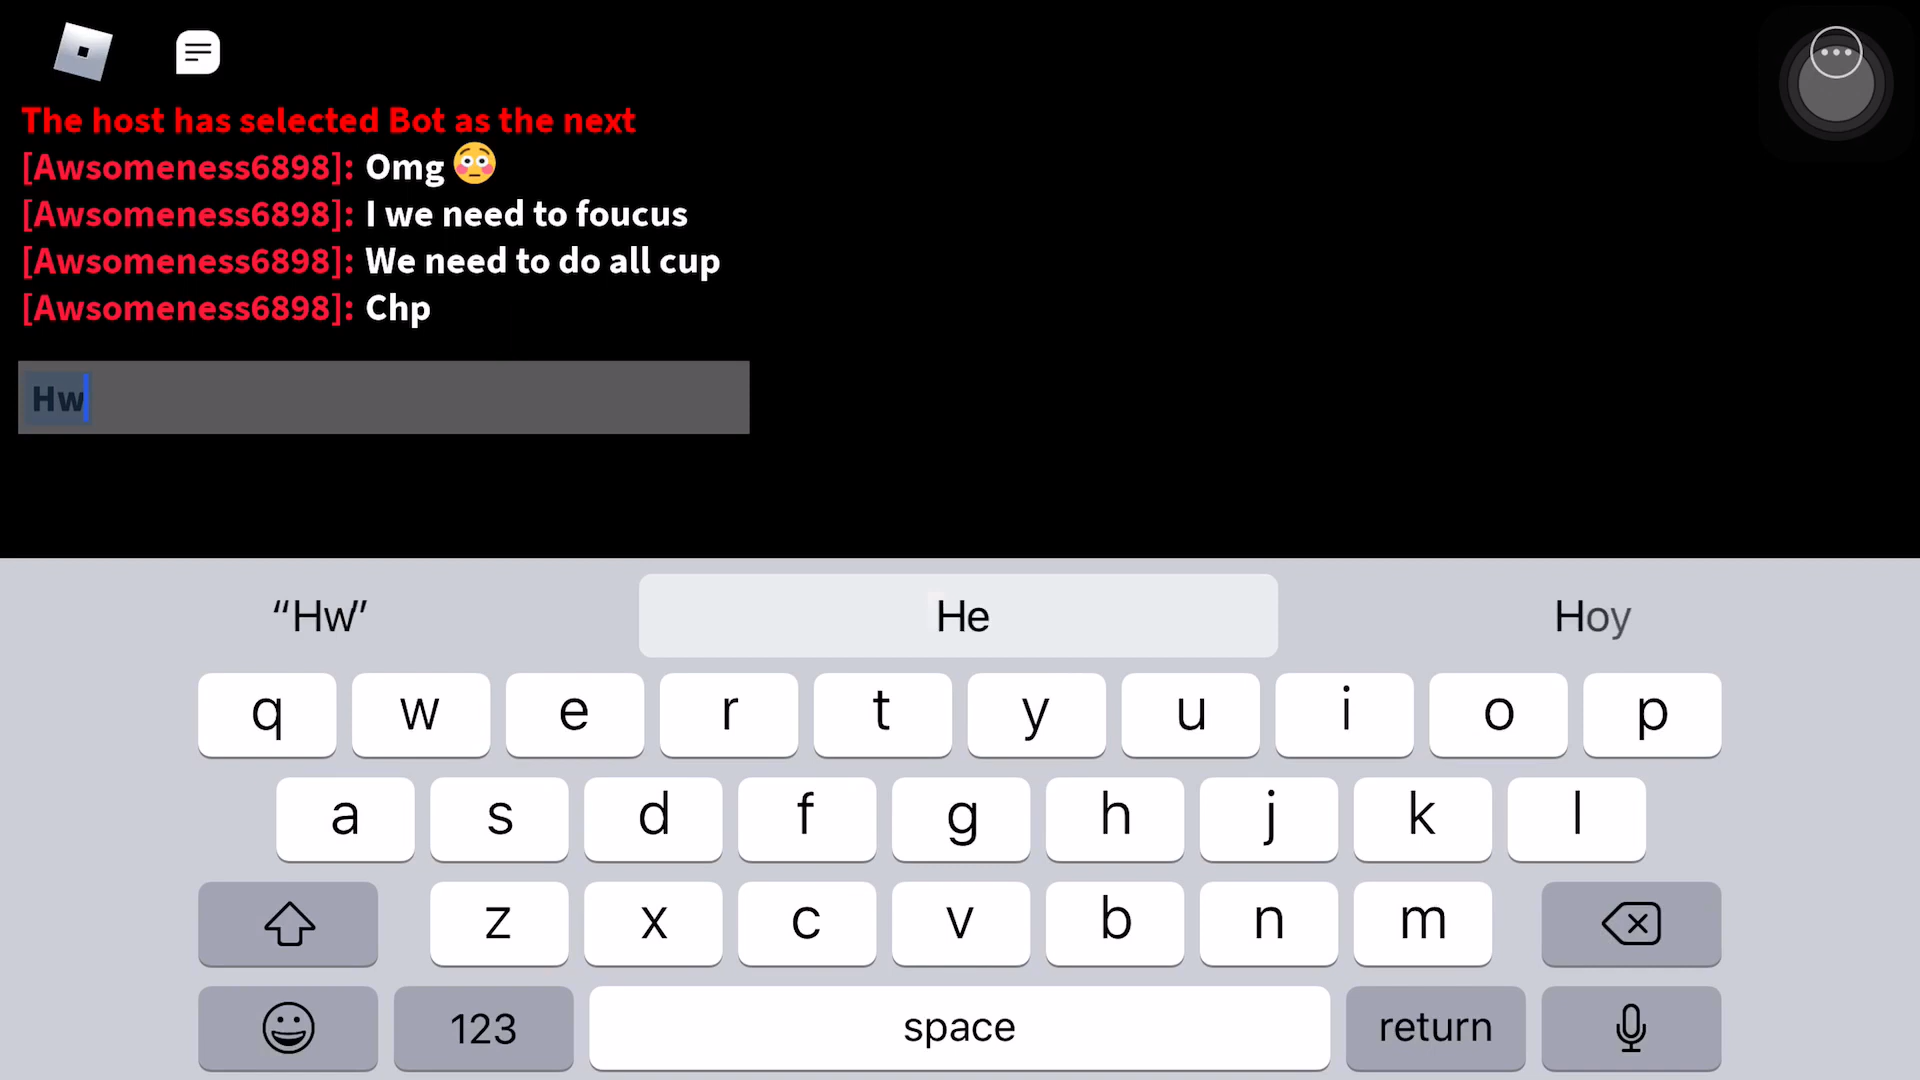 The host has selected Bot as the next
[Awsomeness6898]: Omg 😳
[Awsomeness6898]: I we need to foucus
[Awsomeness6898]: We need to do all cup
[Awsomeness6898]: Chp
Hw
“Hw” He Hoy
q w e r t y u i o p
a s d f g h j k l
z x c v b n m
123 space return